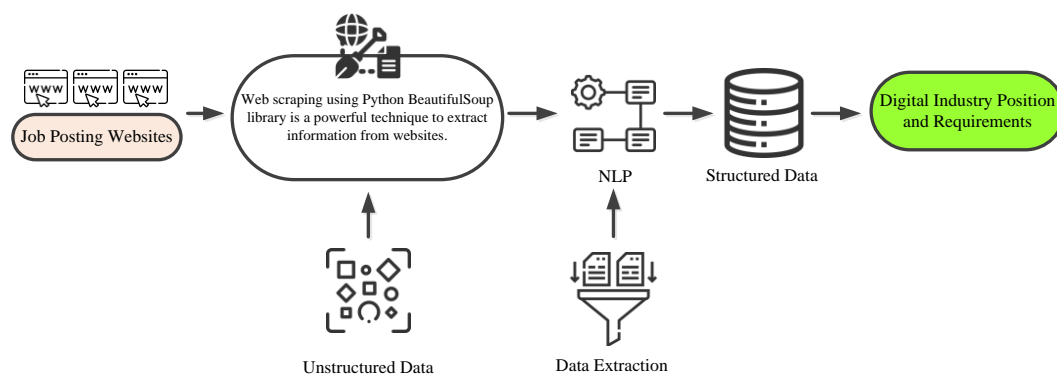 WWW WWW WWW
Job Posting Websites
Web scraping using Python BeautifulSoup
library is a powerful technique to extract
information from websites.
NLP
Structured Data
Digital Industry Position
and Requirements
Unstructured Data
Data Extraction